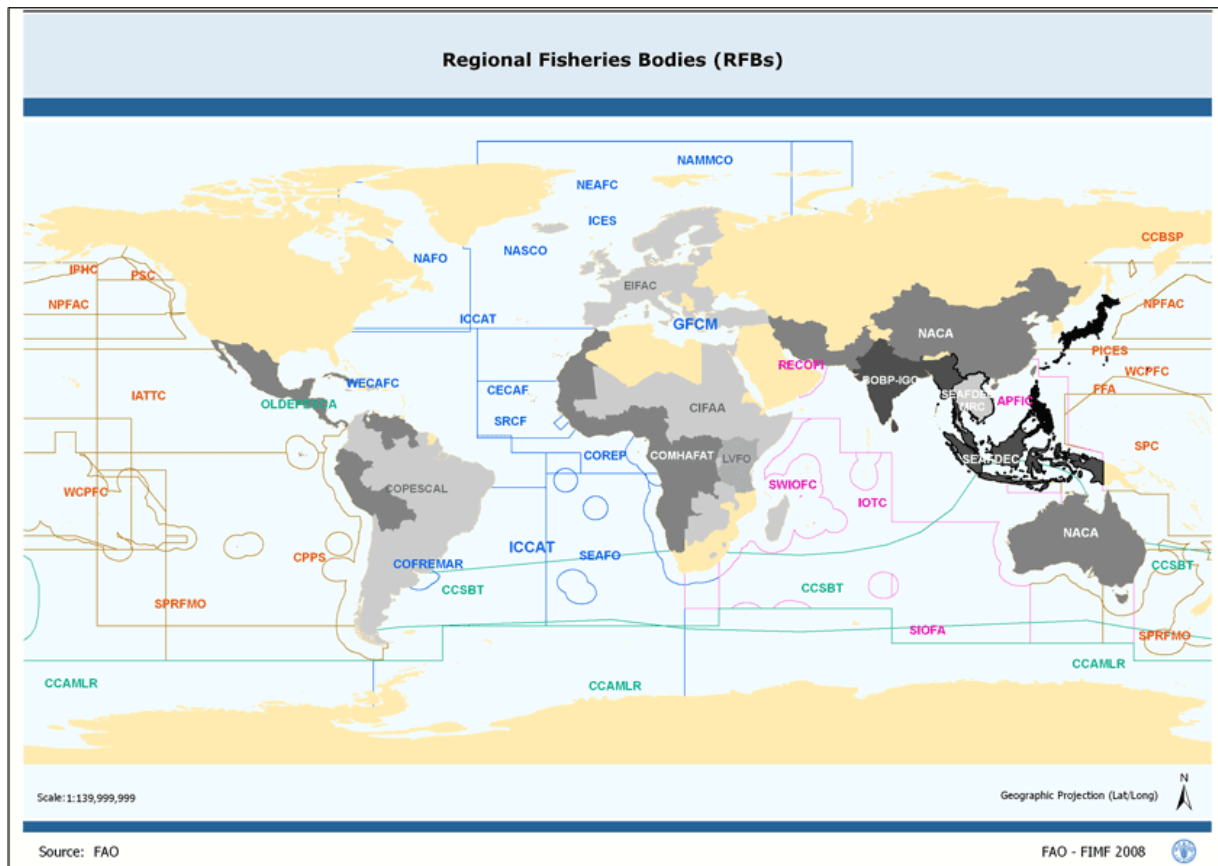 Regional Fisheries Bodies (RFBs)
NAMMCO
NEAFC
ICES
NASCO
NAFO
CCBSP
IPHC
PSC
NPFAC
EIFAC
NPFAC
ICCAT
GFCM
NACA
PICES
RECOFI
BOBP-IGO
WCPFC
WECAFC
IATTC
CECAF
SEAFDEC
MRC
APFIC
FFA
OLDEPESCA
CIFAA
SRCF
SPC
COREP
COMHAFAT
LVFO
SEAFDEC
SWIOFC
COPESCAL
WCPFC
IOTC
NACA
ICCAT
SEAFO
CPPS
COFREMAR
CCSBT
CCSBT
CCSBT
SPRFMO
SIOFA
SPRFMO
CCAMLR
CCAMLR
CCAMLR
N
Scale:1:139,999,999
Geographic Projection (Lat/Long)
Source: FAO
FAO - FIMF 2008